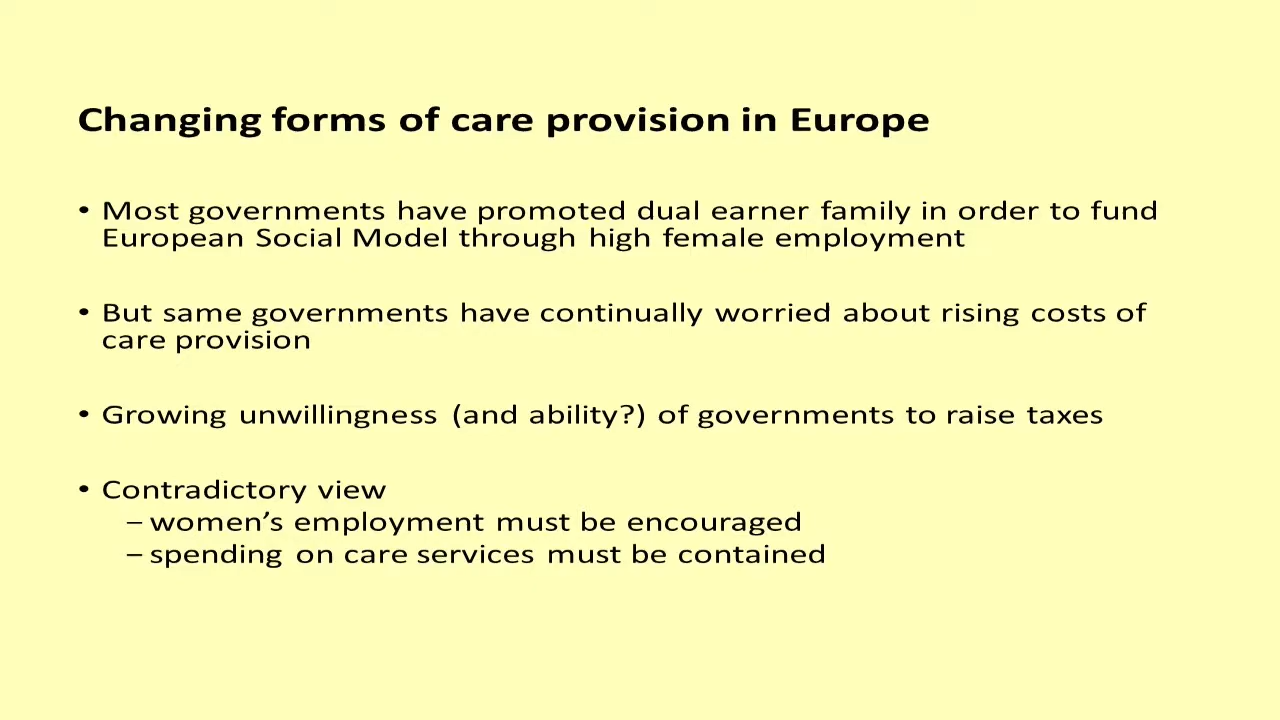 Changing forms of care provision in Europe
• Most governments have promoted dual earner family in order to fund
European Social Model through high female employment
• But same governments have continually worried about rising costs of
care provision
• Growing unwillingness (and ability?) of governments to raise taxes
• Contradictory view
– women’s employment must be encouraged
– spending on care services must be contained